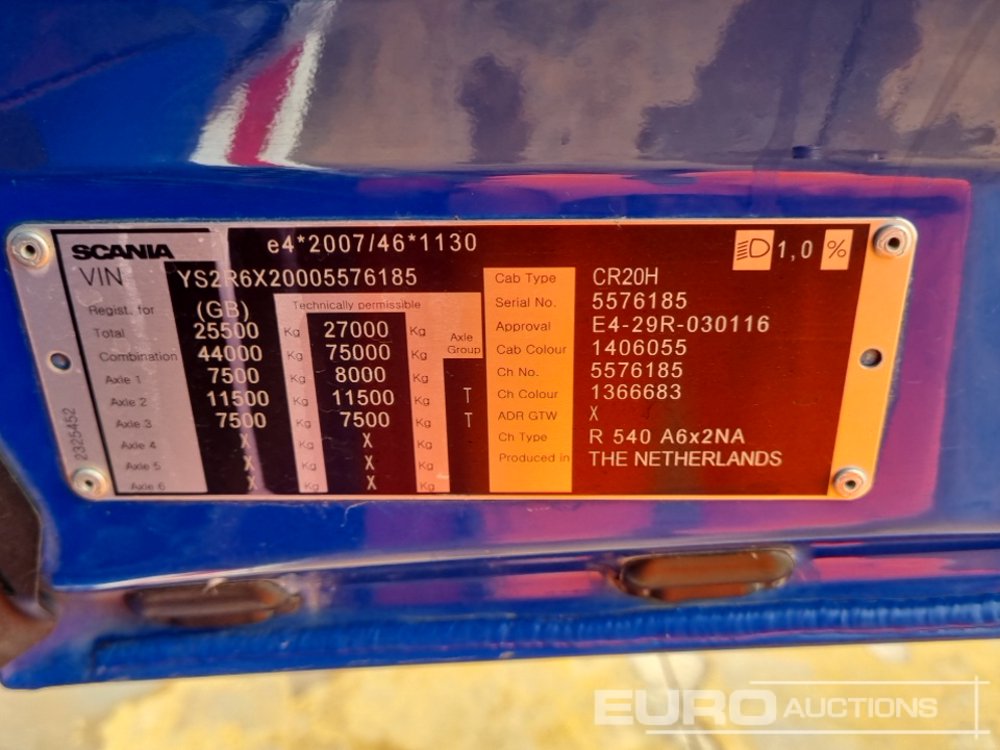 SCANIA e4*2007/46*1130 1,0 %
VIN YS2R6X20005576185
Regist. for (GB) Technically permissible
Total 25500 Kg 27000 Kg Axle Group
Combination 44000 Kg 75000 Kg
Axle 1 7500 Kg 8000 Kg
Axle 2 11500 Kg 11500 Kg T
Axle 3 7500 Kg 7500 Kg T
Axle 4 X Kg X Kg
Axle 5 X Kg X Kg
Axle 6 X Kg X Kg
2325452
Cab Type CR20H
Serial No. 5576185
Approval E4-29R-030116
Cab Colour 1406055
Ch No. 5576185
Ch Colour 1366683
ADR GTW X
Ch Type R 540 A6x2NA
Produced in THE NETHERLANDS
EURO AUCTIONS